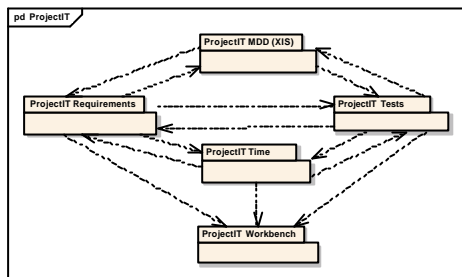 pd ProjectIT
ProjectIT MDD (XIS)
ProjectIT Requirements
ProjectIT Tests
ProjectIT Time
ProjectIT Workbench